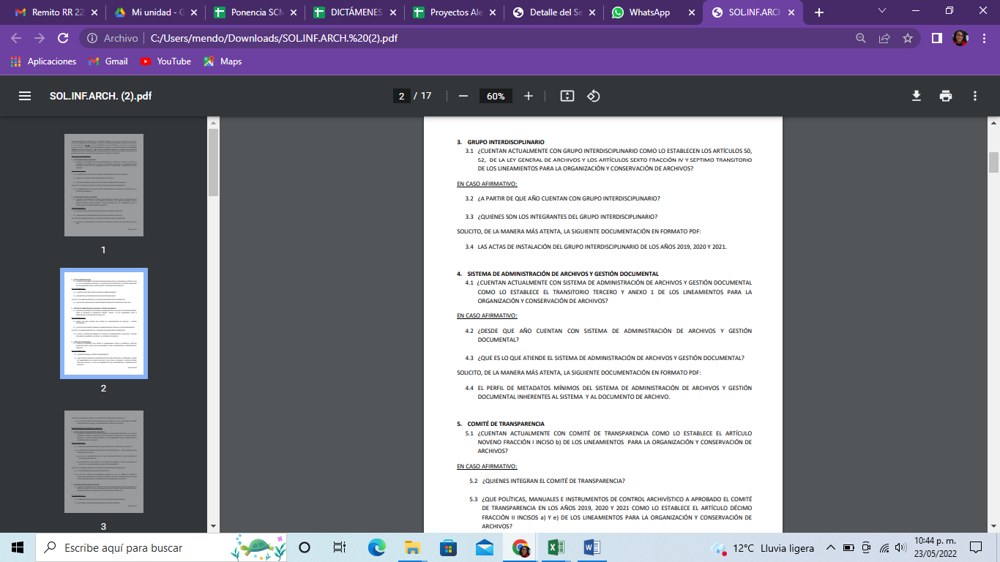 Remito RR 22
Mi unidad - G
Ponencia SCM
DICTÁMENES
Proyectos Ale
Detalle del Se
WhatsApp
SOL.INF.ARCH
Archivo
C:/Users/mendo/Downloads/SOL.INF.ARCH.%20(2).pdf
Aplicaciones
Gmail
YouTube
Maps
SOL.INF.ARCH. (2).pdf
2 / 17
60%
1
2
3
3. GRUPO INTERDISCIPLINARIO
3.1 ¿CUENTAN ACTUALMENTE CON GRUPO INTERDISCIPLINARIO COMO LO ESTABLECEN LOS ARTÍCULOS 50,
52, DE LA LEY GENERAL DE ARCHIVOS Y LOS ARTÍCULOS SEXTO FRACCIÓN IV Y SEPTIMO TRANSITORIO
DE LOS LINEAMIENTOS PARA LA ORGANIZACIÓN Y CONSERVACIÓN DE ARCHIVOS?
EN CASO AFIRMATIVO:
3.2 ¿A PARTIR DE QUE AÑO CUENTAN CON GRUPO INTERDISCIPLINARIO?
3.3 ¿QUIENES SON LOS INTEGRANTES DEL GRUPO INTERDISCIPLINARIO?
SOLICITO, DE LA MANERA MÁS ATENTA, LA SIGUIENTE DOCUMENTACIÓN EN FORMATO PDF:
3.4 LAS ACTAS DE INSTALACIÓN DEL GRUPO INTERDISCIPLINARIO DE LOS AÑOS 2019, 2020 Y 2021.
4. SISTEMA DE ADMINISTRACIÓN DE ARCHIVOS Y GESTIÓN DOCUMENTAL
4.1 ¿CUENTAN ACTUALMENTE CON SISTEMA DE ADMINISTRACIÓN DE ARCHIVOS Y GESTIÓN DOCUMENTAL
COMO LO ESTABLECE EL TRANSITORIO TERCERO Y ANEXO 1 DE LOS LINEAMIENTOS PARA LA
ORGANIZACIÓN Y CONSERVACIÓN DE ARCHIVOS?
EN CASO AFIRMATIVO:
4.2 ¿DESDE QUE AÑO CUENTAN CON SISTEMA DE ADMINISTRACIÓN DE ARCHIVOS Y GESTIÓN
DOCUMENTAL?
4.3 ¿QUE ES LO QUE ATIENDE EL SISTEMA DE ADMINISTRACIÓN DE ARCHIVOS Y GESTIÓN DOCUMENTAL?
SOLICITO, DE LA MANERA MÁS ATENTA, LA SIGUIENTE DOCUMENTACIÓN EN FORMATO PDF:
4.4 EL PERFIL DE METADATOS MÍNIMOS DEL SISTEMA DE ADMINISTRACIÓN DE ARCHIVOS Y GESTIÓN
DOCUMENTAL INHERENTES AL SISTEMA Y AL DOCUMENTO DE ARCHIVO.
5. COMITÉ DE TRANSPARENCIA
5.1 ¿CUENTAN ACTUALMENTE CON COMITÉ DE TRANSPARENCIA COMO LO ESTABLECE EL ARTÍCULO
NOVENO FRACCIÓN I INCISO b) DE LOS LINEAMIENTOS PARA LA ORGANIZACIÓN Y CONSERVACIÓN DE
ARCHIVOS?
EN CASO AFIRMATIVO:
5.2 ¿QUIENES INTEGRAN EL COMITÉ DE TRANSPARENCIA?
5.3 ¿QUE POLÍTICAS, MANUALES E INSTRUMENTOS DE CONTROL ARCHIVÍSTICO A APROBADO EL COMITÉ
DE TRANSPARENCIA EN LOS AÑOS 2019, 2020 Y 2021 COMO LO ESTABLECE EL ARTÍCULO DÉCIMO
FRACCIÓN II INCISOS a) Y e) DE LOS LINEAMIENTOS PARA LA ORGANIZACIÓN Y CONSERVACIÓN DE
ARCHIVOS?
Escribe aquí para buscar
12°C Lluvia ligera
10:44 p. m.
23/05/2022